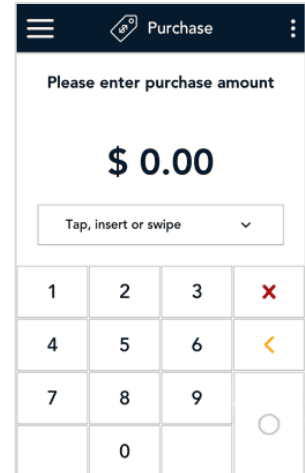 Purchase
Please enter purchase amount
$ 0.00
Tap, insert or swipe
1 2 3
4 5 6
7 8 9
0